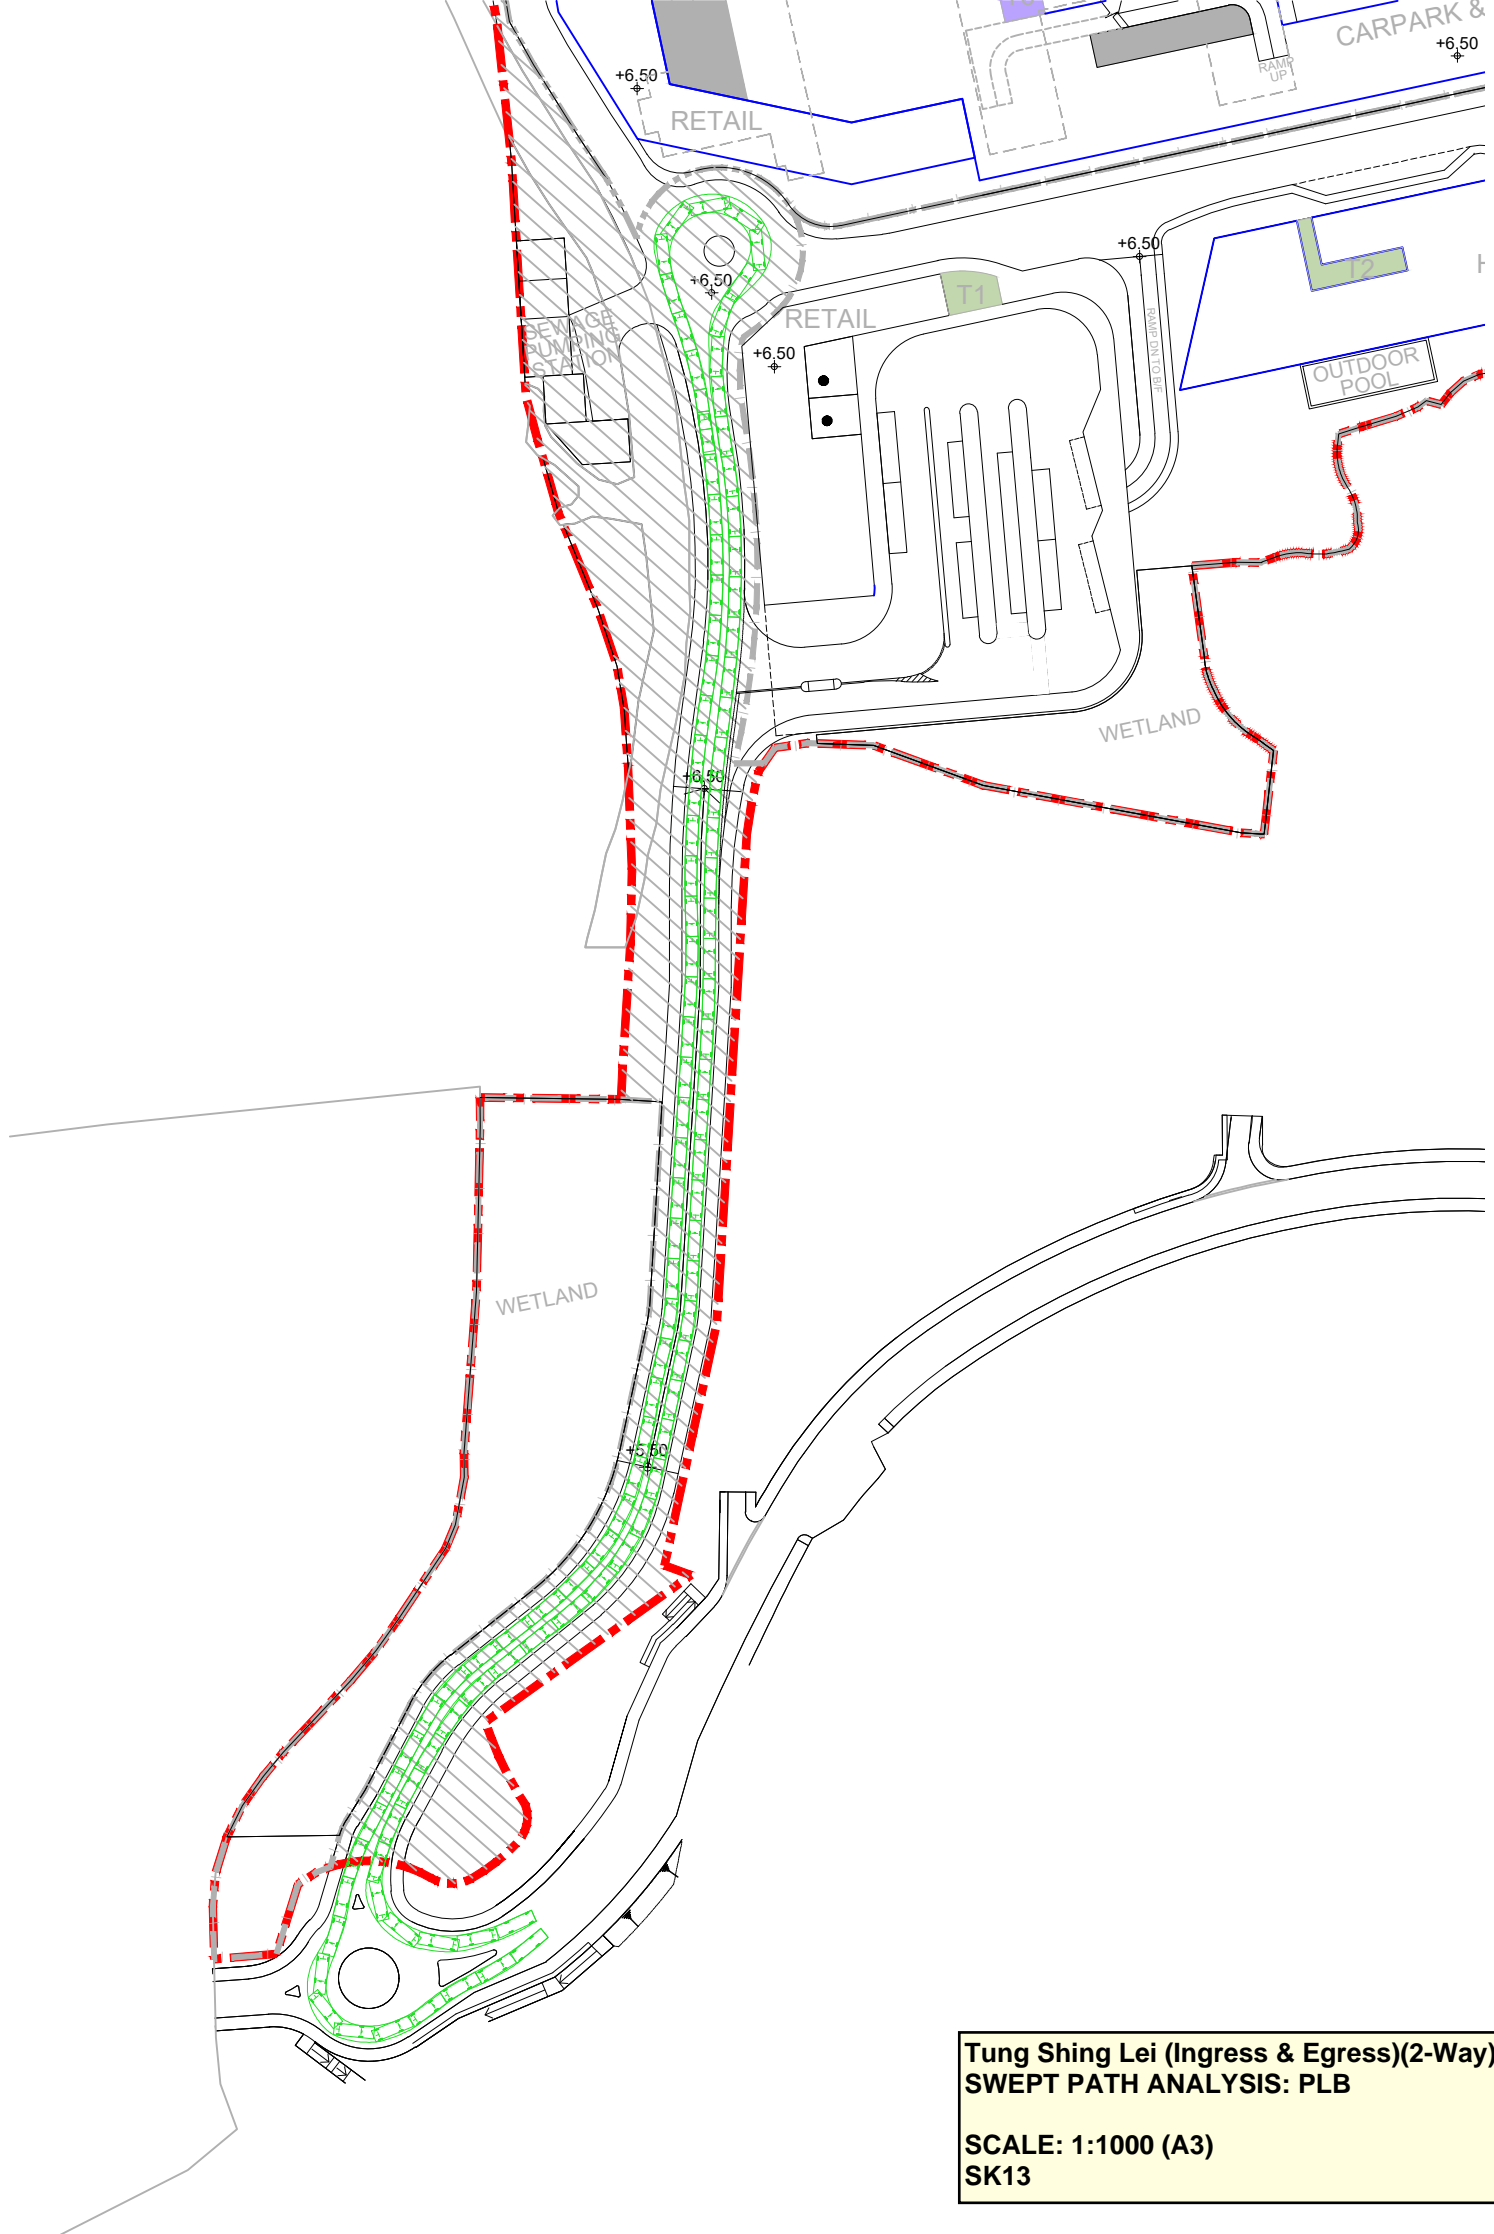 CARPARK &
+6.50
+6.50
RAMP
UP
RETAIL
+6.50
T2
H
+6.50
T1
RETAIL
RAMP DN TO B/F
SEWAGE
PUMPING
STATION
+6.50
OUTDOOR
POOL
WETLAND
+6.50
WETLAND
+5.50
Tung Shing Lei (Ingress & Egress)(2-Way)
SWEPT PATH ANALYSIS: PLB
SCALE: 1:1000 (A3)
SK13